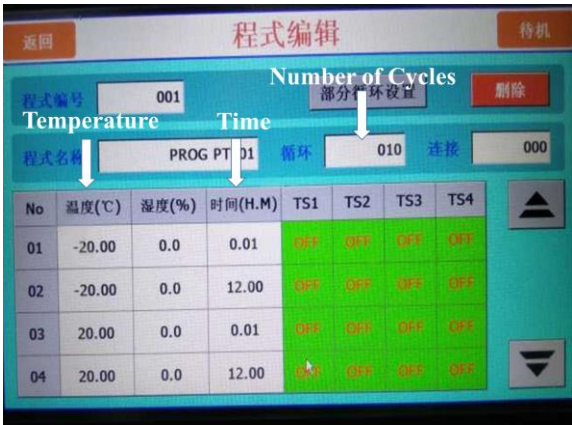 返回 程式编辑 待机
Number of Cycles
程式编号 001 部分循环设置 删除
Temperature Time
程式名称 PROG PT 01 循环 010 连接 000
No 温度(℃) 湿度(%) 时间(H.M) TS1 TS2 TS3 TS4
01 -20.00 0.0 0.01 OFF OFF OFF OFF
02 -20.00 0.0 12.00 OFF OFF OFF OFF
03 20.00 0.0 0.01 OFF OFF OFF OFF
04 20.00 0.0 12.00 OFF OFF OFF OFF